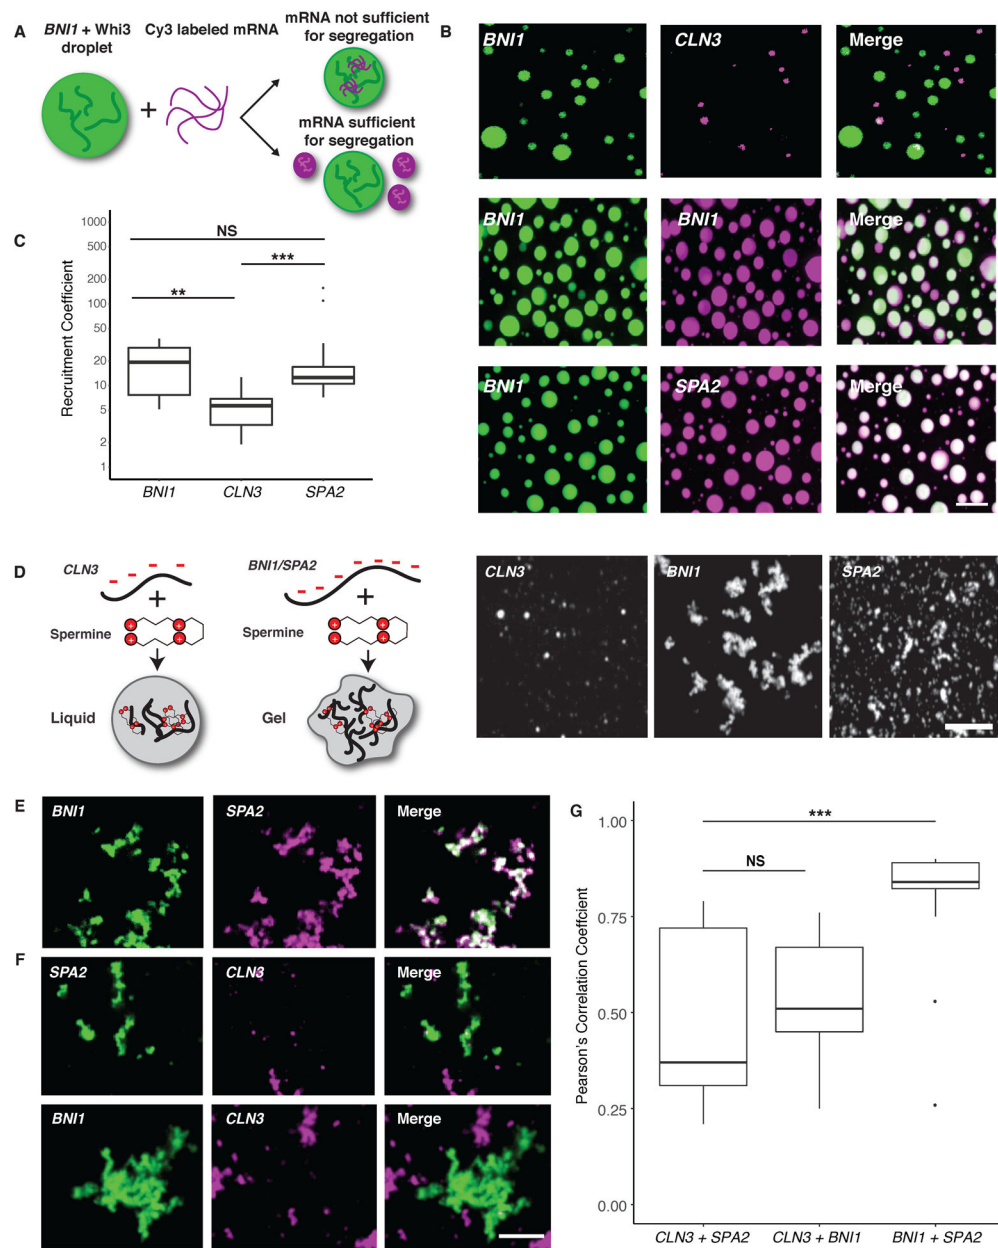 A
BNI1 + Whi3
droplet
Cy3 labeled mRNA
mRNA not sufficient
for segregation
+
mRNA sufficient
for segregation
B
BNI1
CLN3
Merge
BNI1
BNI1
Merge
BNI1
SPA2
Merge
C
Recruitment Coefficient
1000
500
200
100
50
20
10
5
2
1
NS
***
**
BNI1
CLN3
SPA2
D
CLN3
+
Spermine
Liquid
BNI1/SPA2
+
Spermine
Gel
CLN3
BNI1
SPA2
E
BNI1
SPA2
Merge
F
SPA2
CLN3
Merge
BNI1
CLN3
Merge
G
Pearson's Correlation Coeffcient
1.00
0.75
0.50
0.25
0.00
***
NS
CLN3 + SPA2
CLN3 + BNI1
BNI1 + SPA2